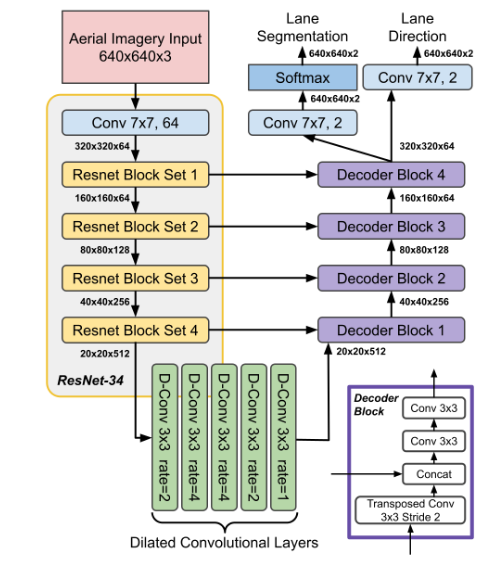 Aerial Imagery Input
640x640x3
Conv 7x7, 64
320x320x64
Resnet Block Set 1
160x160x64
Resnet Block Set 2
80x80x128
Resnet Block Set 3
40x40x256
Resnet Block Set 4
20x20x512
ResNet-34
D-Conv 3x3 rate=2
D-Conv 3x3 rate=4
D-Conv 3x3 rate=4
D-Conv 3x3 rate=2
D-Conv 3x3 rate=1
Dilated Convolutional Layers
Lane
Segmentation
640x640x2
Softmax
640x640x2
Conv 7x7, 2
Lane
Direction
640x640x2
Conv 7x7, 2
320x320x64
Decoder Block 4
160x160x64
Decoder Block 3
80x80x128
Decoder Block 2
40x40x256
Decoder Block 1
20x20x512
Decoder
Block
Conv 3x3
Conv 3x3
Concat
Transposed Conv
3x3 Stride 2